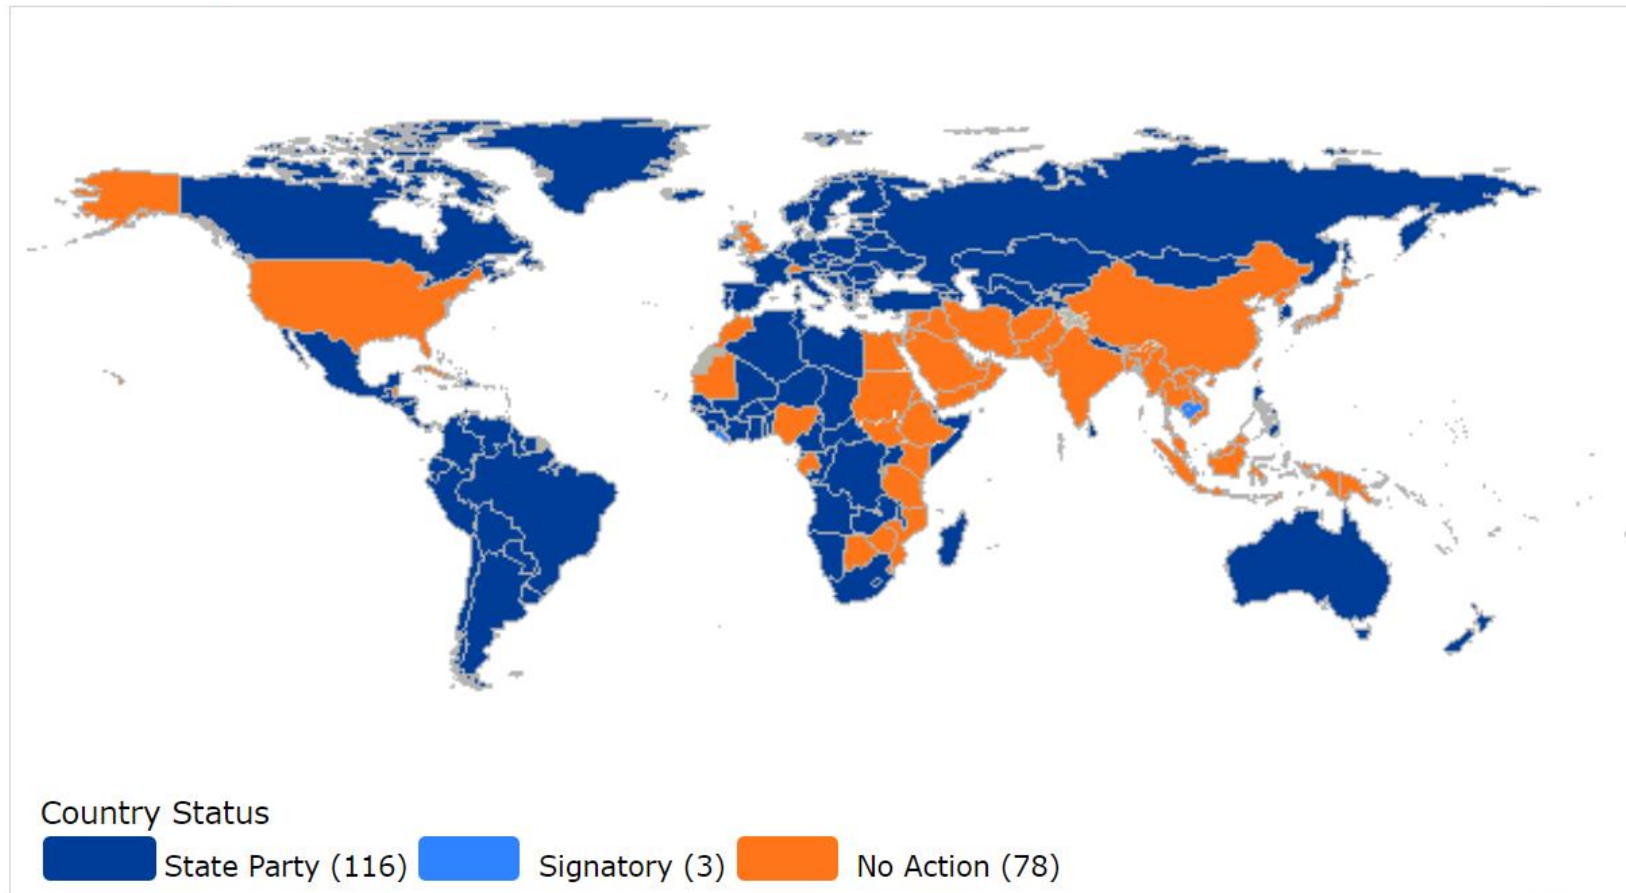 Country Status
State Party (116) Signatory (3) No Action (78)